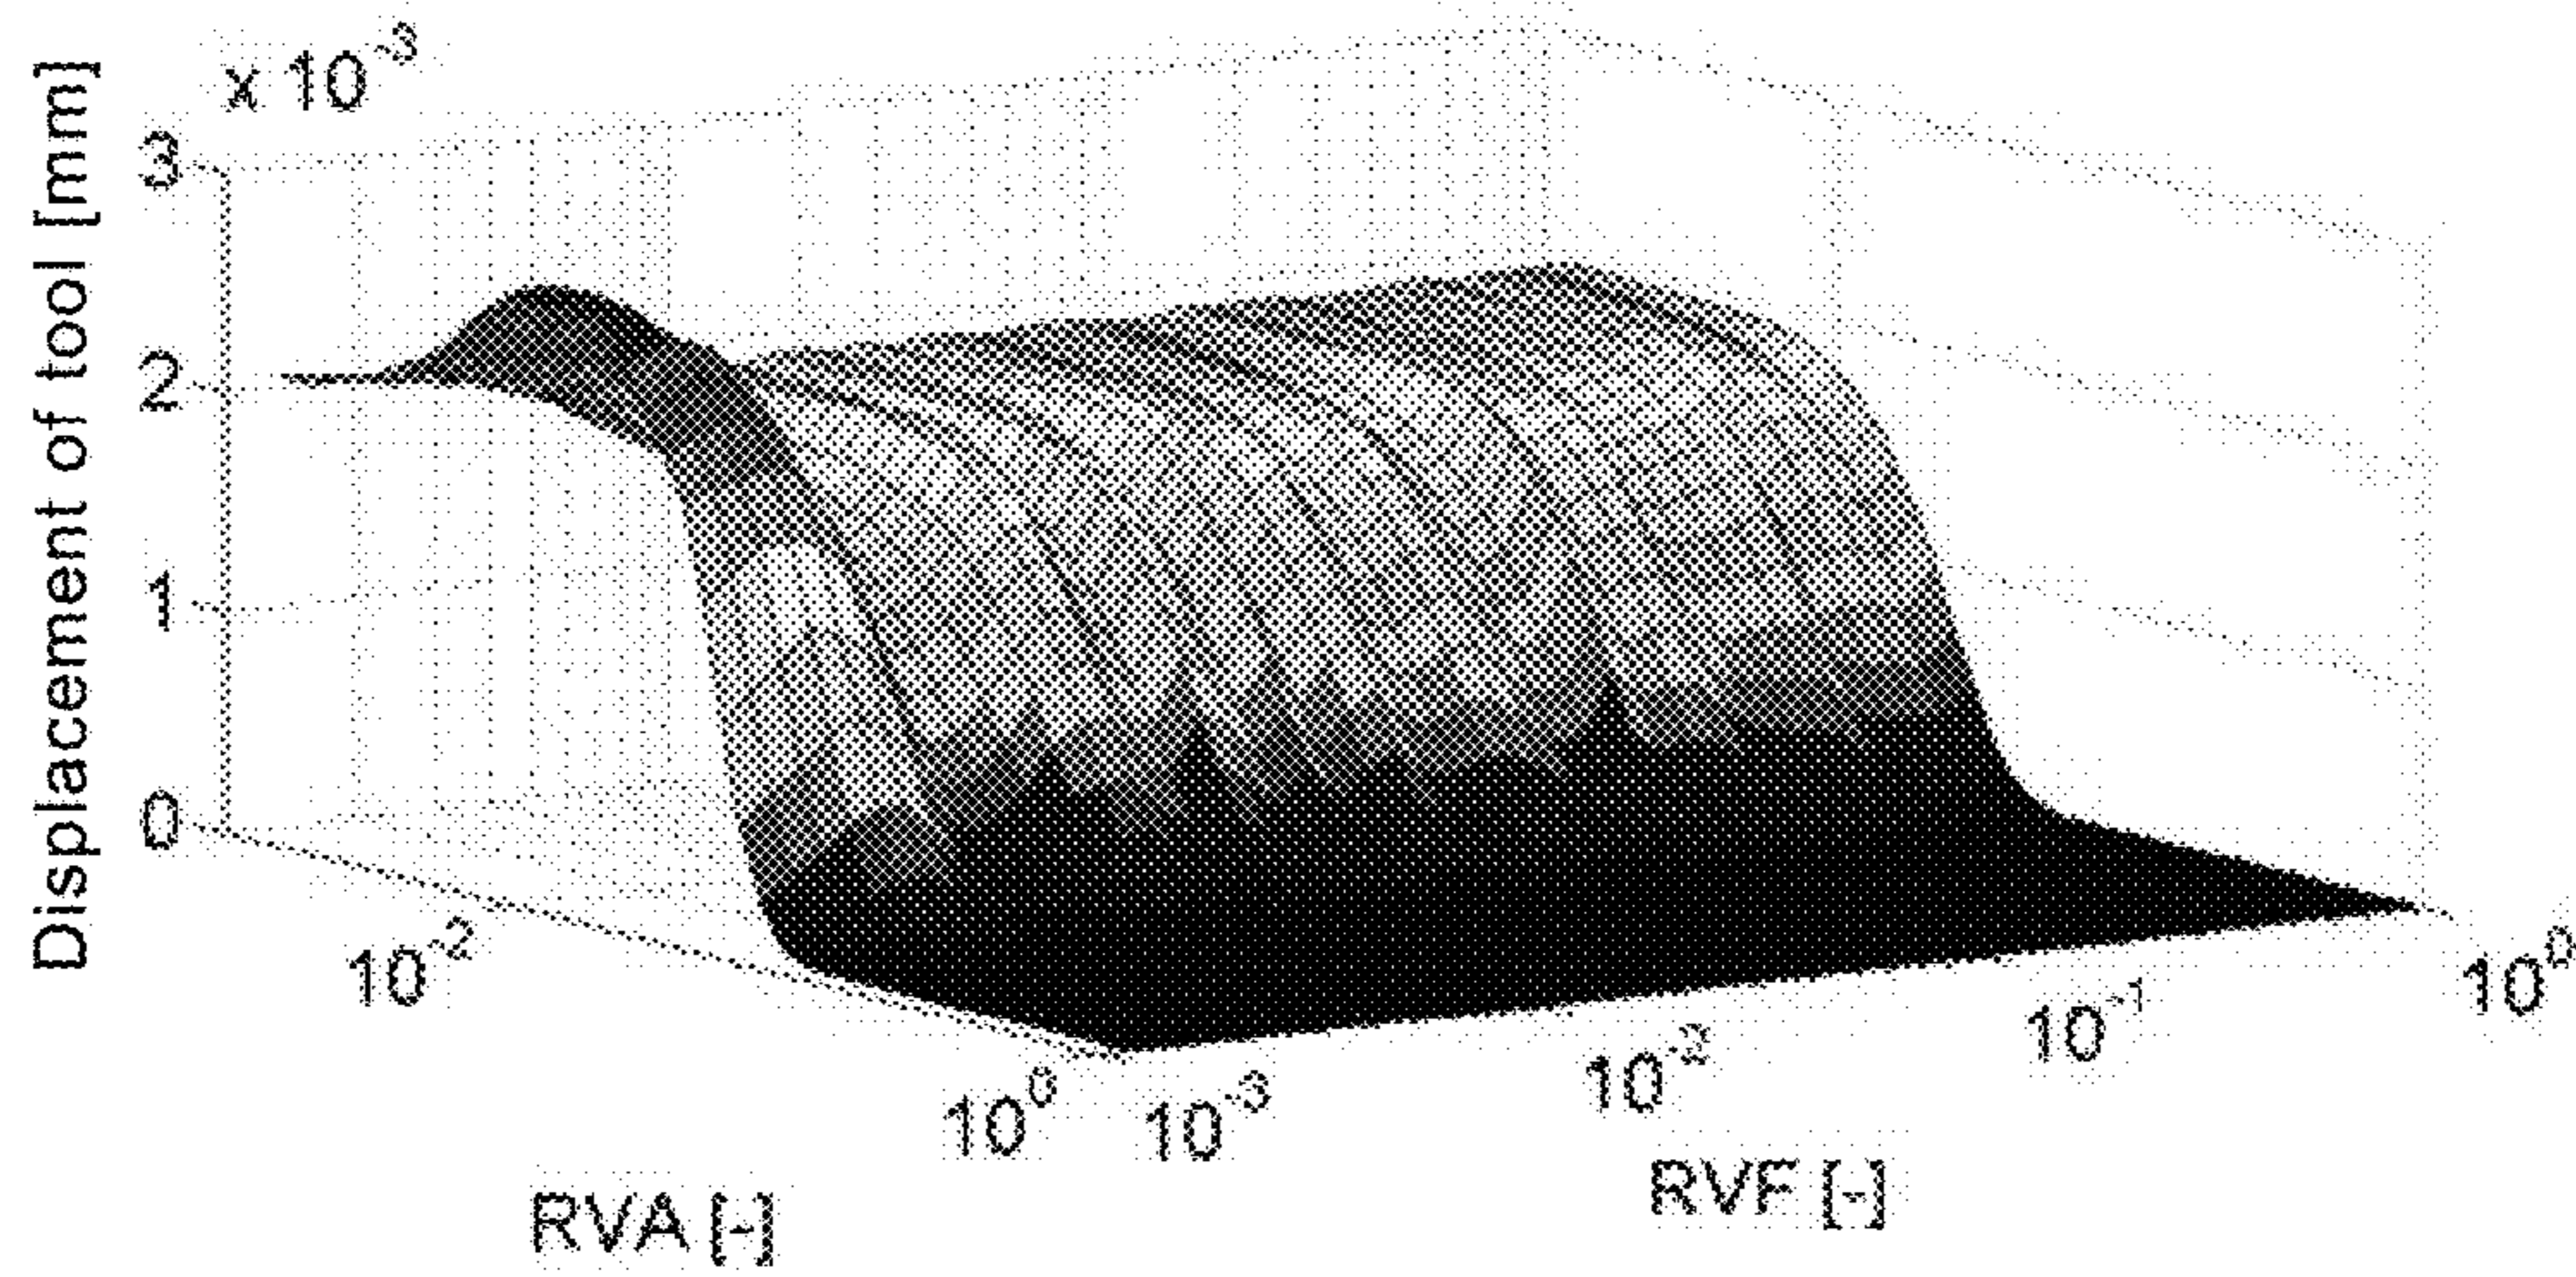 x 10⁻³
Displacement of tool [mm]
3
2
1
0
10⁻²
10⁰
10⁻³
10⁻²
10⁻¹
10⁰
RVA [-]
RVF [-]